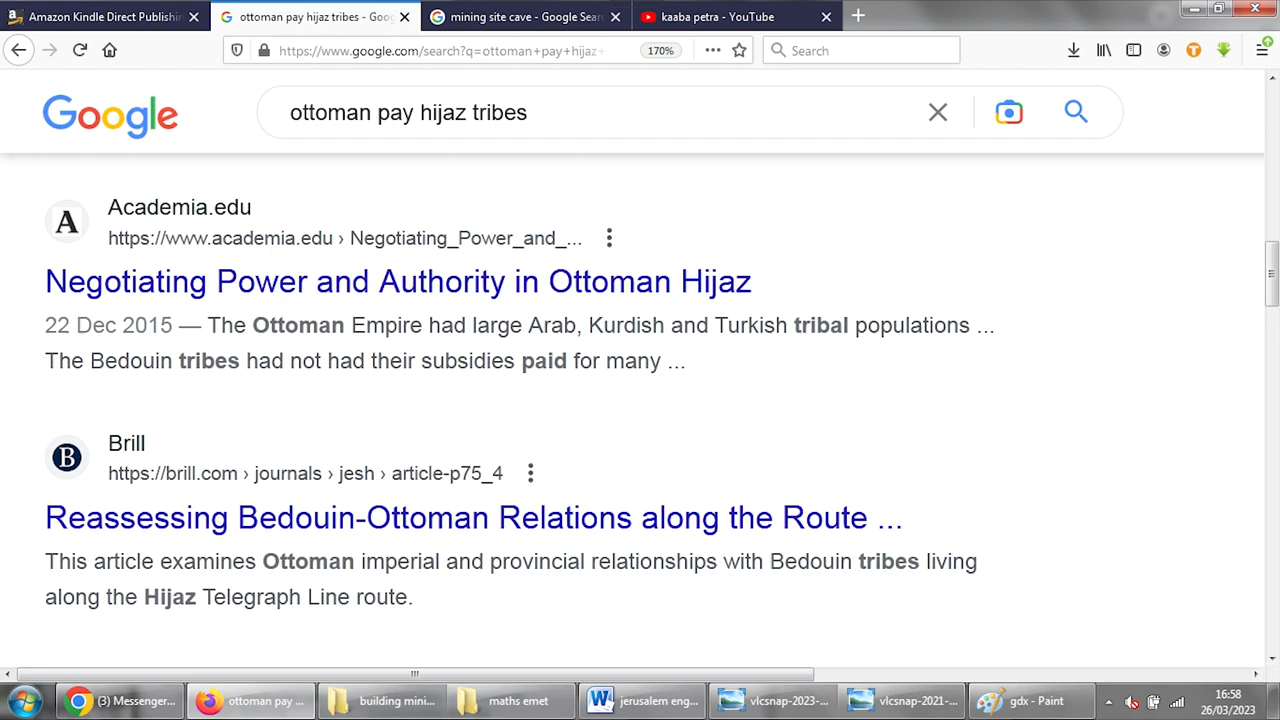 Amazon Kindle Direct Publishin
ottoman pay hijaz tribes - Goo
mining site cave - Google Sear
kaaba petra - YouTube
https://www.google.com/search?q=ottoman+pay+hijaz+
170%
Search
Google
ottoman pay hijaz tribes
A
Academia.edu
https://www.academia.edu › Negotiating_Power_and_...
Negotiating Power and Authority in Ottoman Hijaz
22 Dec 2015 — The Ottoman Empire had large Arab, Kurdish and Turkish tribal populations ...
The Bedouin tribes had not had their subsidies paid for many ...
B
Brill
https://brill.com › journals › jesh › article-p75_4
Reassessing Bedouin-Ottoman Relations along the Route ...
This article examines Ottoman imperial and provincial relationships with Bedouin tribes living
along the Hijaz Telegraph Line route.
(3) Messenger...
ottoman pay ...
building mini...
maths emet
jerusalem eng...
vlcsnap-2023-...
vlcsnap-2021-...
gdx - Paint
16:58
26/03/2023